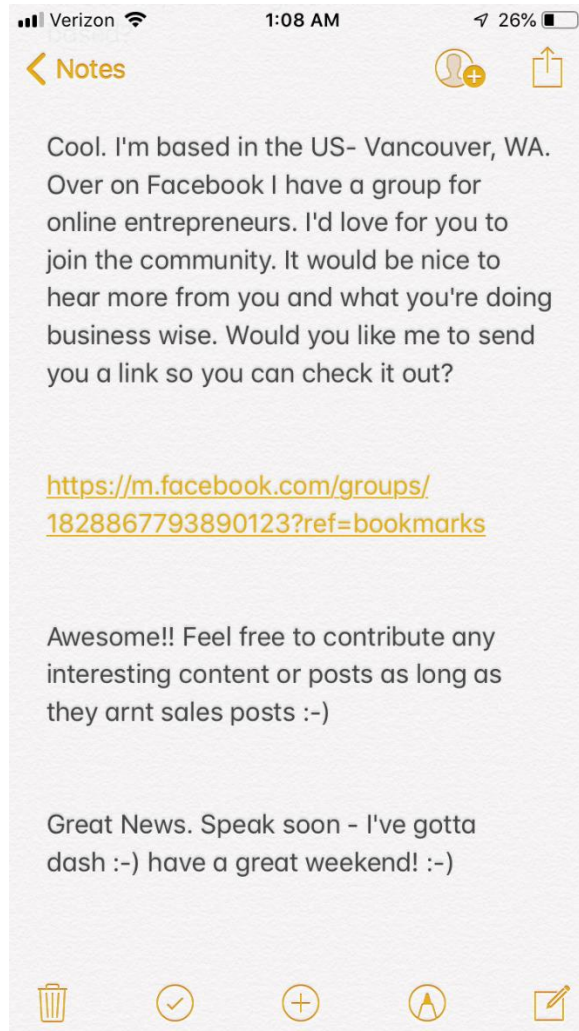 Verizon 1:08 AM 26%
Notes
Cool. I'm based in the US- Vancouver, WA.
Over on Facebook I have a group for
online entrepreneurs. I'd love for you to
join the community. It would be nice to
hear more from you and what you're doing
business wise. Would you like me to send
you a link so you can check it out?
https://m.facebook.com/groups/
1828867793890123?ref=bookmarks
Awesome!! Feel free to contribute any
interesting content or posts as long as
they arnt sales posts :-)
Great News. Speak soon - I've gotta
dash :-) have a great weekend! :-)